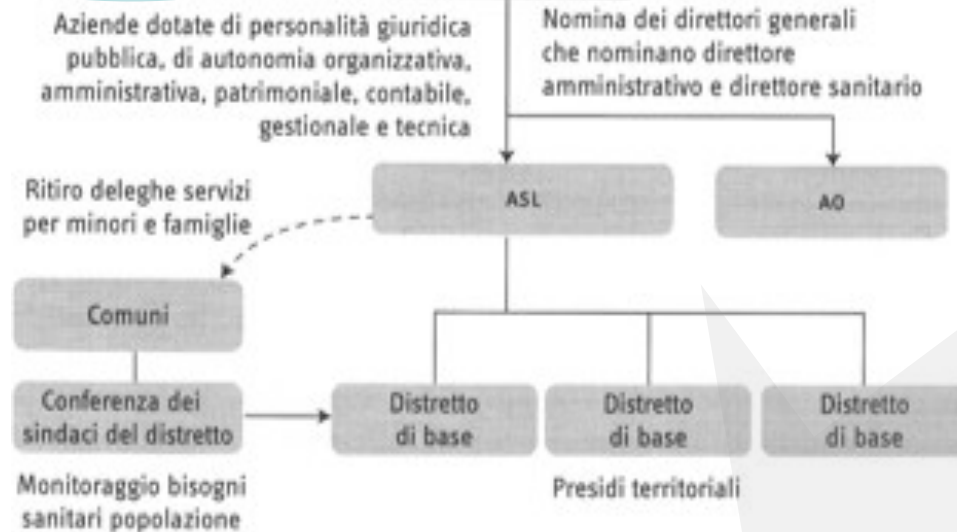 Aziende dotate di personalità giuridica
pubblica, di autonomia organizzativa,
amministrativa, patrimoniale, contabile,
gestionale e tecnica
Nomina dei direttori generali
che nominano direttore
amministrativo e direttore sanitario
ASL
AO
Ritiro deleghe servizi
per minori e famiglie
Comuni
Conferenza dei
sindaci del distretto
Distretto
di base
Distretto
di base
Distretto
di base
Monitoraggio bisogni
sanitari popolazione
Presidi territoriali